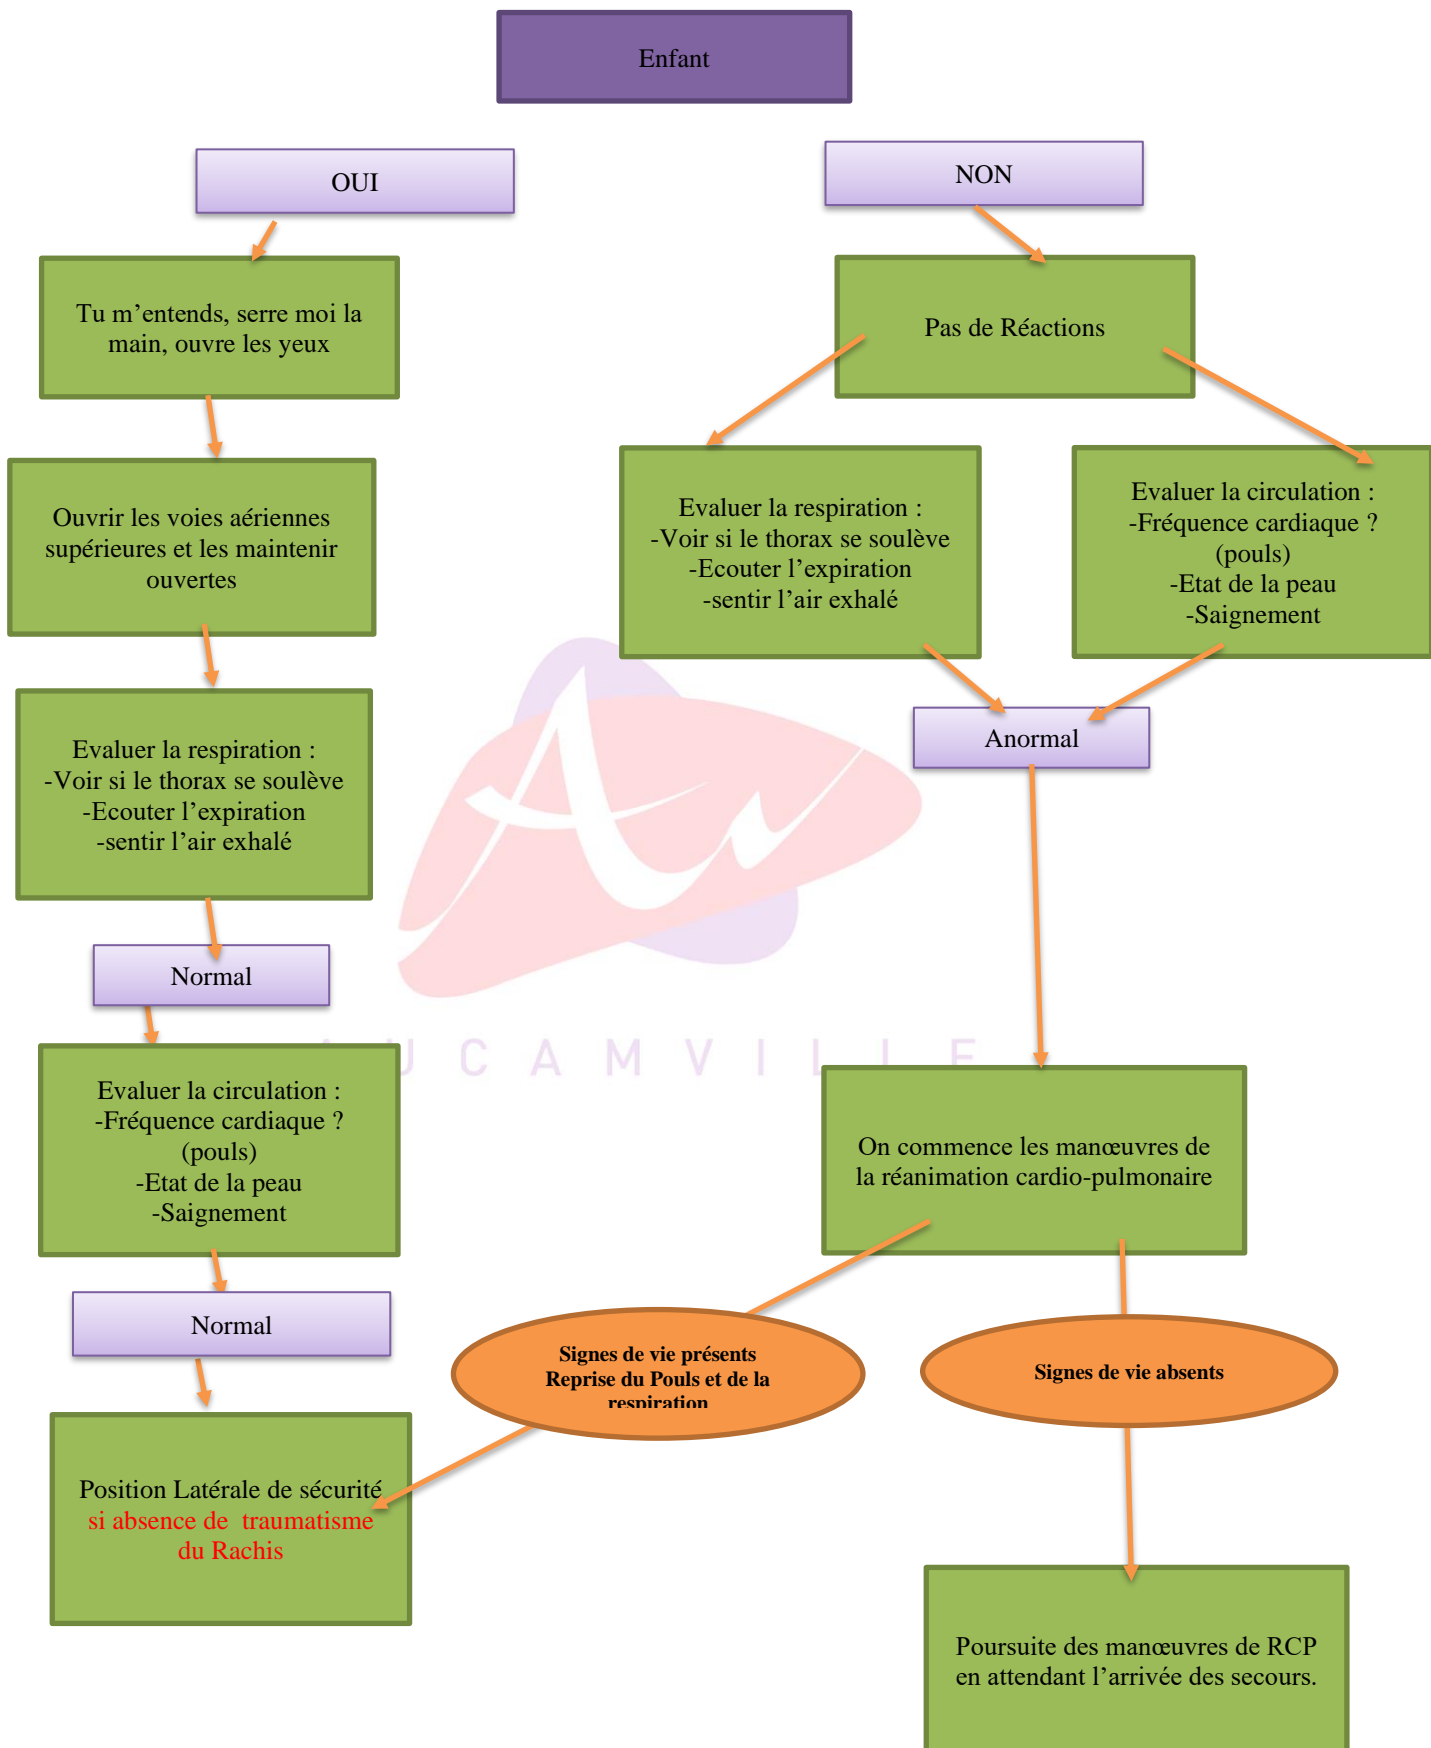 Enfant
OUI
NON
Tu m’entends, serre moi la
main, ouvre les yeux
Pas de Réactions
Ouvrir les voies aériennes
supérieures et les maintenir
ouvertes
Evaluer la respiration :
-Voir si le thorax se soulève
-Ecouter l’expiration
-sentir l’air exhalé
Evaluer la circulation :
-Fréquence cardiaque ?
(pouls)
-Etat de la peau
-Saignement
Evaluer la respiration :
-Voir si le thorax se soulève
-Ecouter l’expiration
-sentir l’air exhalé
Anormal
Normal
AUCAMVILLE
Evaluer la circulation :
-Fréquence cardiaque ?
(pouls)
-Etat de la peau
-Saignement
On commence les manœuvres de
la réanimation cardio-pulmonaire
Normal
Signes de vie présents
Reprise du Pouls et de la
respiration
Signes de vie absents
Position Latérale de sécurité
si absence de traumatisme
du Rachis
Poursuite des manœuvres de RCP
en attendant l’arrivée des secours.